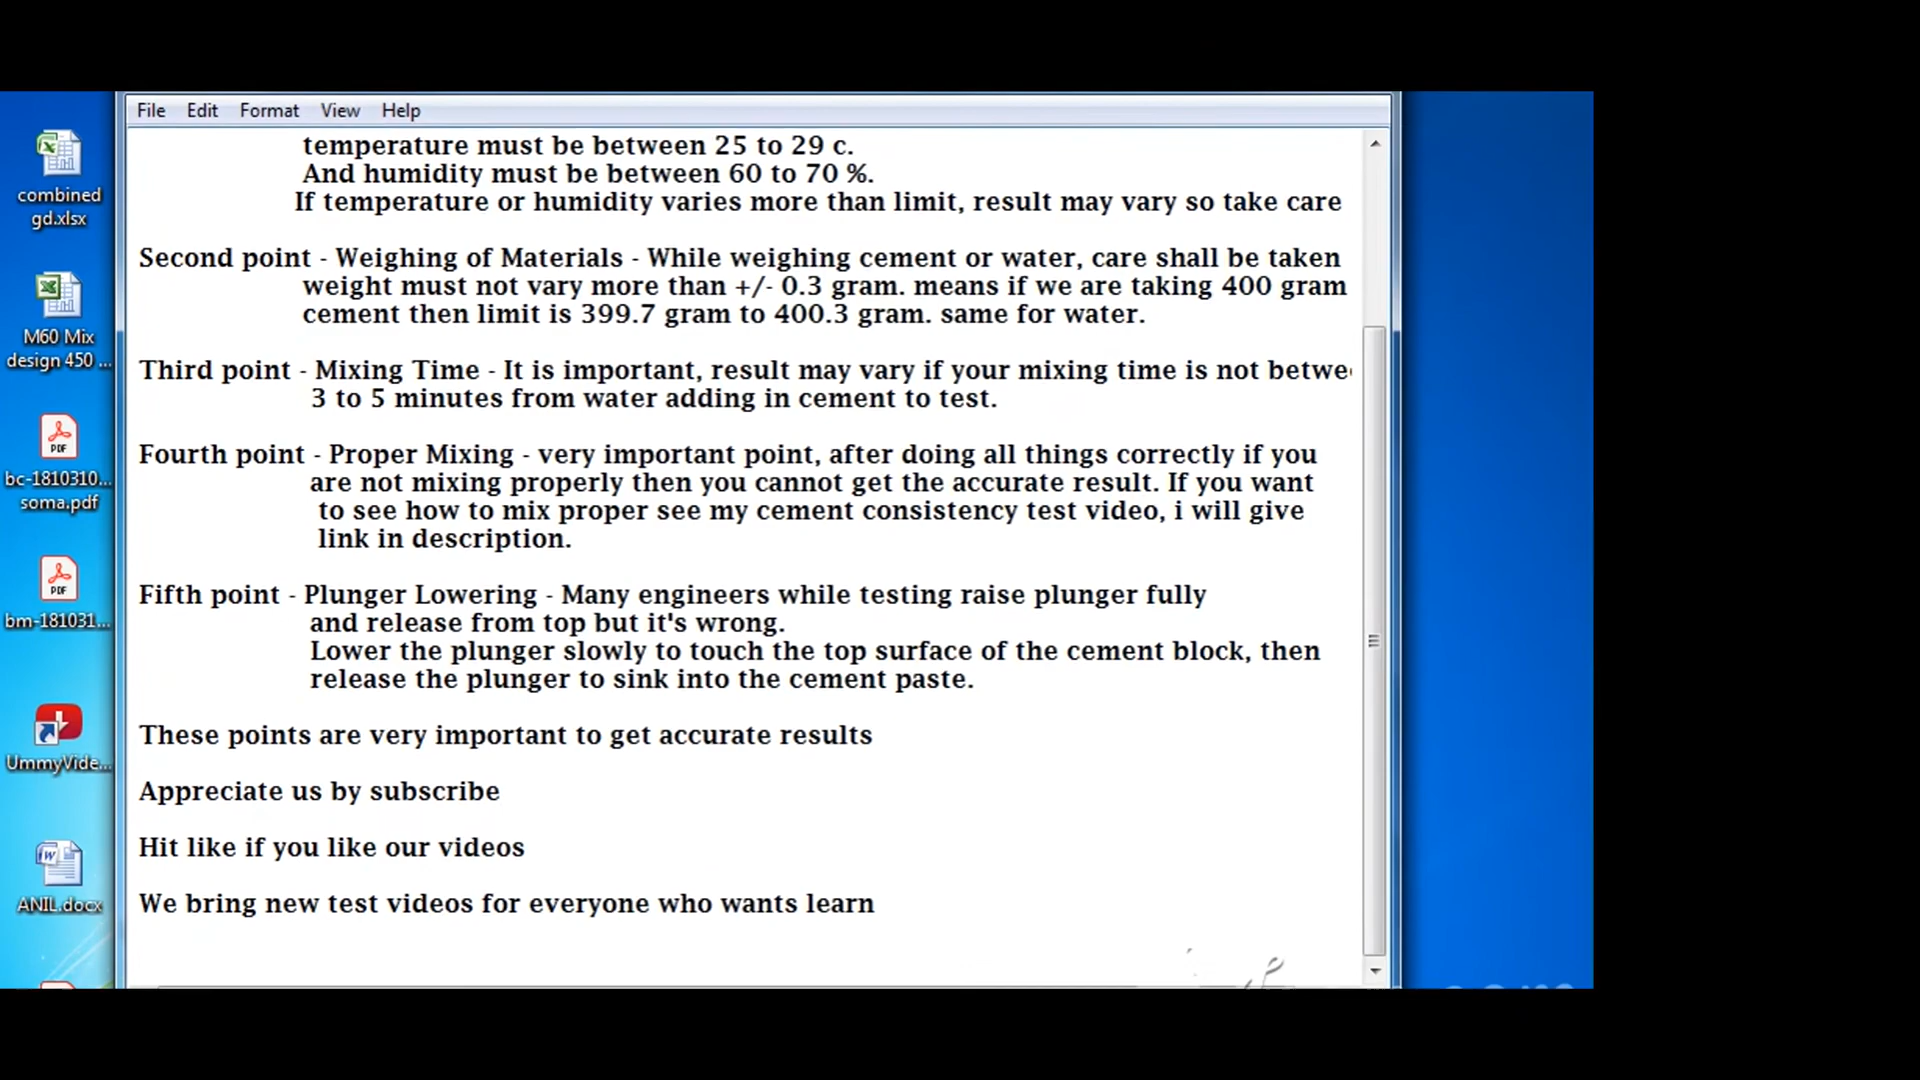 File Edit Format View Help
temperature must be between 25 to 29 c.
And humidity must be between 60 to 70 %.
If temperature or humidity varies more than limit, result may vary so take care
Second point - Weighing of Materials - While weighing cement or water, care shall be taken
weight must not vary more than +/- 0.3 gram. means if we are taking 400 gram
cement then limit is 399.7 gram to 400.3 gram. same for water.
Third point - Mixing Time - It is important, result may vary if your mixing time is not betwe
3 to 5 minutes from water adding in cement to test.
Fourth point - Proper Mixing - very important point, after doing all things correctly if you
are not mixing properly then you cannot get the accurate result. If you want
to see how to mix proper see my cement consistency test video, i will give
link in description.
Fifth point - Plunger Lowering - Many engineers while testing raise plunger fully
and release from top but it's wrong.
Lower the plunger slowly to touch the top surface of the cement block, then
release the plunger to sink into the cement paste.
These points are very important to get accurate results
Appreciate us by subscribe
Hit like if you like our videos
We bring new test videos for everyone who wants learn
combined
gd.xlsx
M60 Mix
design 450 ...
PDF
bc-1810310...
soma.pdf
PDF
bm-181031...
UmmyVide...
ANIL.docx